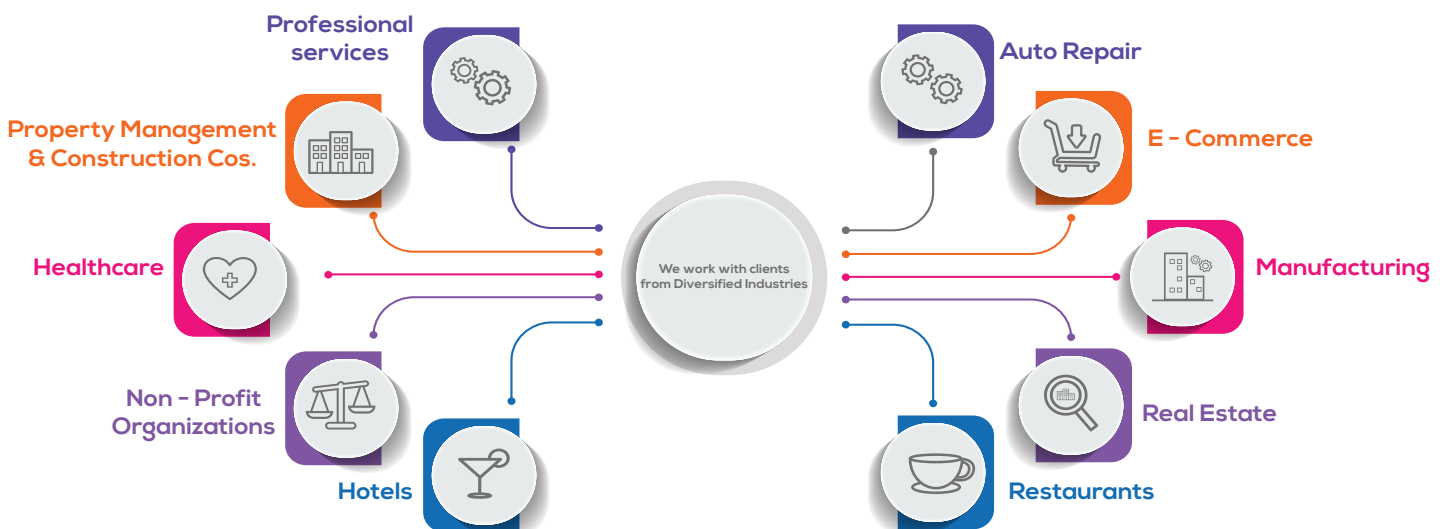 Professional
services
Property Management
& Construction Cos.
Healthcare
Non - Profit
Organizations
Hotels
We work with clients
from Diversified Industries
Auto Repair
E - Commerce
Manufacturing
Real Estate
Restaurants